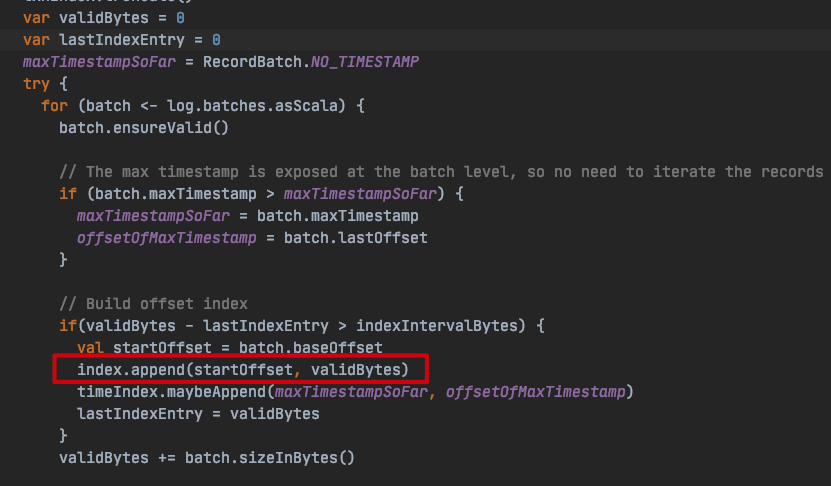 var validBytes = 0
var lastIndexEntry = 0
maxTimestampSoFar = RecordBatch.NO_TIMESTAMP
try {
for (batch <- log.batches.asScala) {
batch.ensureValid()
// The max timestamp is exposed at the batch level, so no need to iterate the records
if (batch.maxTimestamp > maxTimestampSoFar) {
maxTimestampSoFar = batch.maxTimestamp
offsetOfMaxTimestamp = batch.lastOffset
}
// Build offset index
if(validBytes - lastIndexEntry > indexIntervalBytes) {
val startOffset = batch.baseOffset
index.append(startOffset, validBytes)
timeIndex.maybeAppend(maxTimestampSoFar, offsetOfMaxTimestamp)
lastIndexEntry = validBytes
}
validBytes += batch.sizeInBytes()